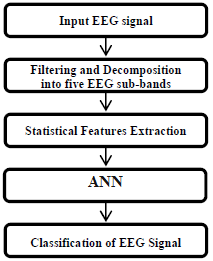 Input EEG signal
Filtering and Decomposition
into five EEG sub-bands
Statistical Features Extraction
ANN
Classification of EEG Signal